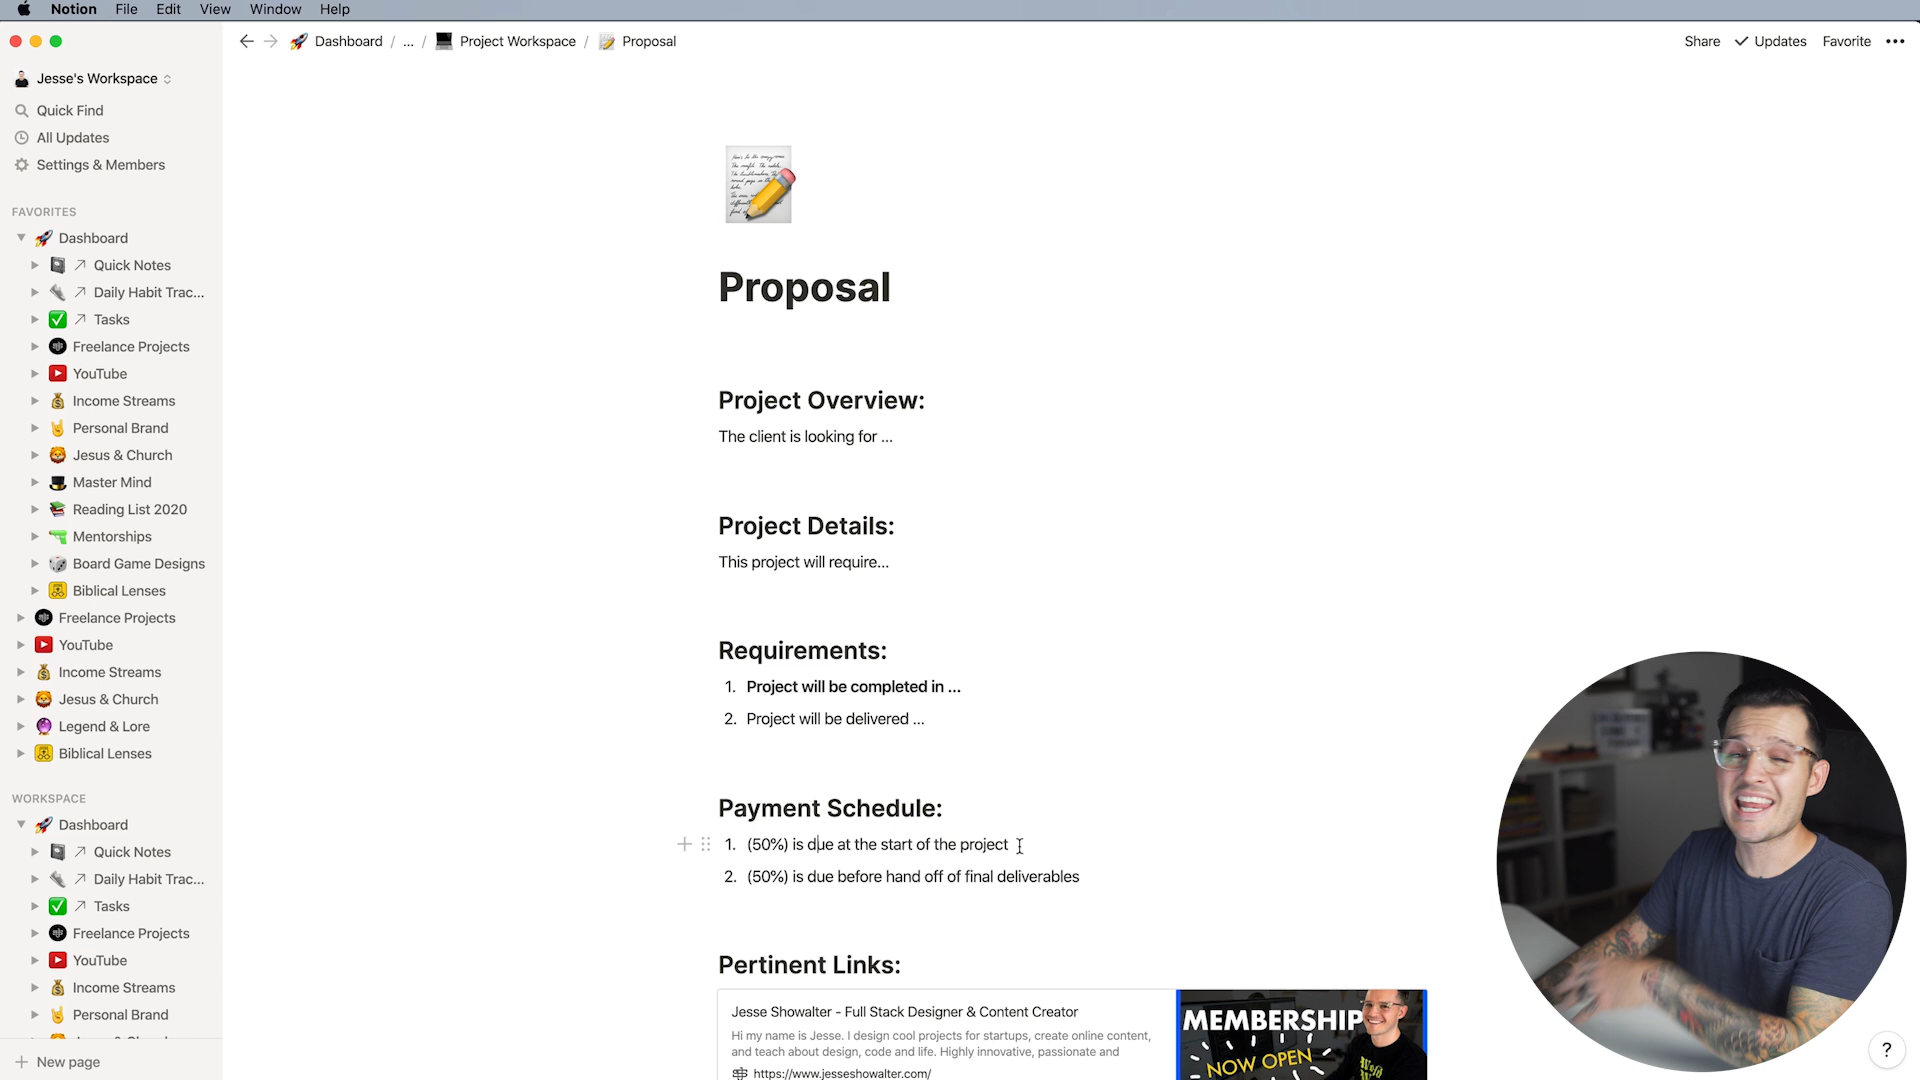 Notion File Edit View Window Help
Dashboard / ... / Project Workspace / Proposal
Share Updates Favorite
Jesse's Workspace
Quick Find
All Updates
Settings & Members
FAVORITES
Dashboard
Quick Notes
Daily Habit Trac...
Tasks
Freelance Projects
YouTube
Income Streams
Personal Brand
Jesus & Church
Master Mind
Reading List 2020
Mentorships
Board Game Designs
Biblical Lenses
Freelance Projects
YouTube
Income Streams
Jesus & Church
Legend & Lore
Biblical Lenses
WORKSPACE
Dashboard
Quick Notes
Daily Habit Trac...
Tasks
Freelance Projects
YouTube
Income Streams
Personal Brand
New page
Proposal
Project Overview:
The client is looking for ...
Project Details:
This project will require...
Requirements:
1. Project will be completed in ...
2. Project will be delivered ...
Payment Schedule:
1. (50%) is due at the start of the project
2. (50%) is due before hand off of final deliverables
Pertinent Links:
Jesse Showalter - Full Stack Designer & Content Creator
Hi my name is Jesse. I design cool projects for startups, create online content,
and teach about design, code and life. Highly innovative, passionate and
https://www.jesseshowalter.com/
MEMBERSHIP
NOW OPEN
?